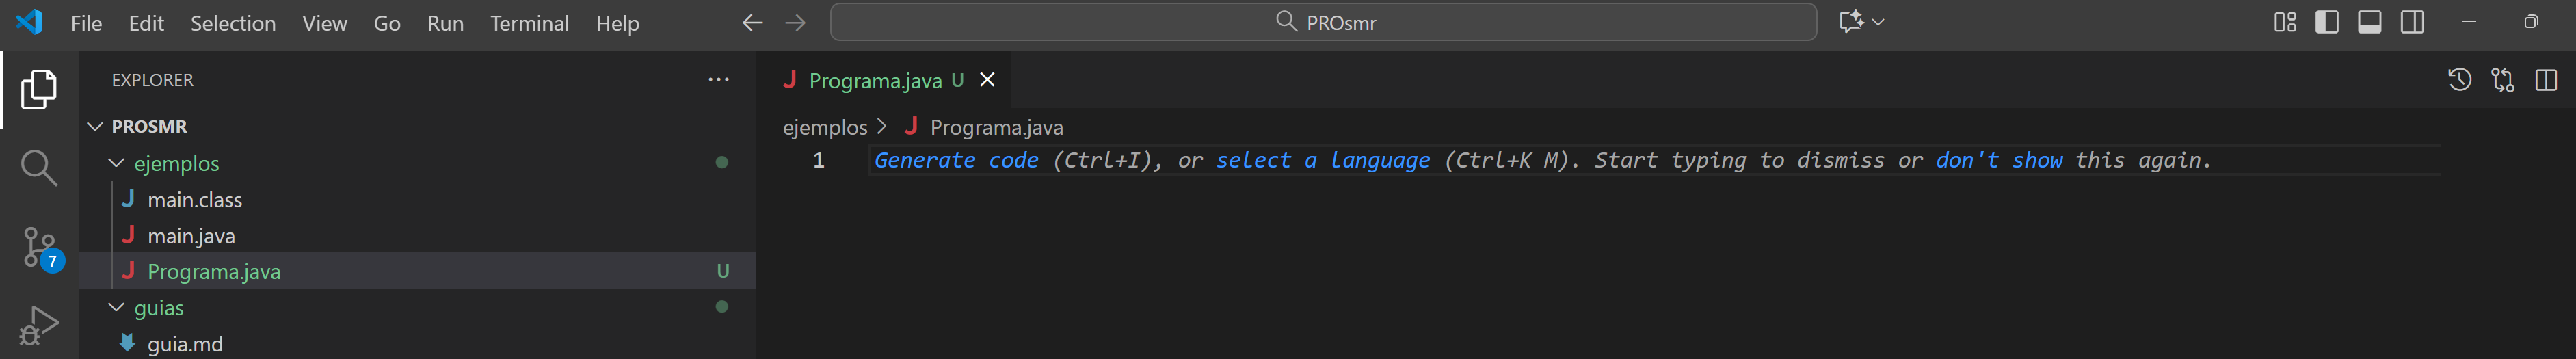 File Edit Selection View Go Run Terminal Help PROsmr
EXPLORER
PROSMR
ejemplos
main.class
main.java
Programa.java U
guias
guia.md
7
Programa.java U
ejemplos > Programa.java
1 Generate code (Ctrl+I), or select a language (Ctrl+K M). Start typing to dismiss or don't show this again.